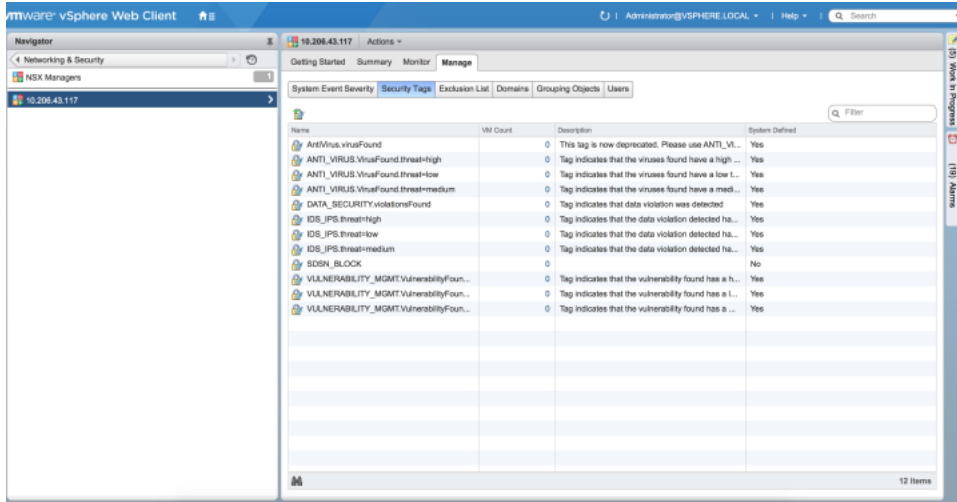 vmware® vSphere Web Client
Administrator@VSPHERE.LOCAL | Help | Search
Navigator
Networking & Security
NSX Managers 1
10.206.43.117
10.206.43.117 Actions
Getting Started Summary Monitor Manage
System Event Severity Security Tags Exclusion List Domains Grouping Objects Users
Filter
Name VM Count Description System Defined
AntiVirus.virusFound 0 This tag is now deprecated. Please use ANTI_VI... Yes
ANTI_VIRUS.VirusFound.threat=high 0 Tag indicates that the viruses found have a high ... Yes
ANTI_VIRUS.VirusFound.threat=low 0 Tag indicates that the viruses found have a low t... Yes
ANTI_VIRUS.VirusFound.threat=medium 0 Tag indicates that the viruses found have a medi... Yes
DATA_SECURITY.violationsFound 0 Tag indicates that data violation was detected Yes
IDS_IPS.threat=high 0 Tag indicates that the data violation detected ha... Yes
IDS_IPS.threat=low 0 Tag indicates that the data violation detected ha... Yes
IDS_IPS.threat=medium 0 Tag indicates that the data violation detected ha... Yes
SDSN_BLOCK 0 No
VULNERABILITY_MGMT.VulnerabilityFoun... 0 Tag indicates that the vulnerability found has a h... Yes
VULNERABILITY_MGMT.VulnerabilityFoun... 0 Tag indicates that the vulnerability found has a l... Yes
VULNERABILITY_MGMT.VulnerabilityFoun... 0 Tag indicates that the vulnerability found has a ... Yes
12 items
(5) Work In Progress
(19) Alarms